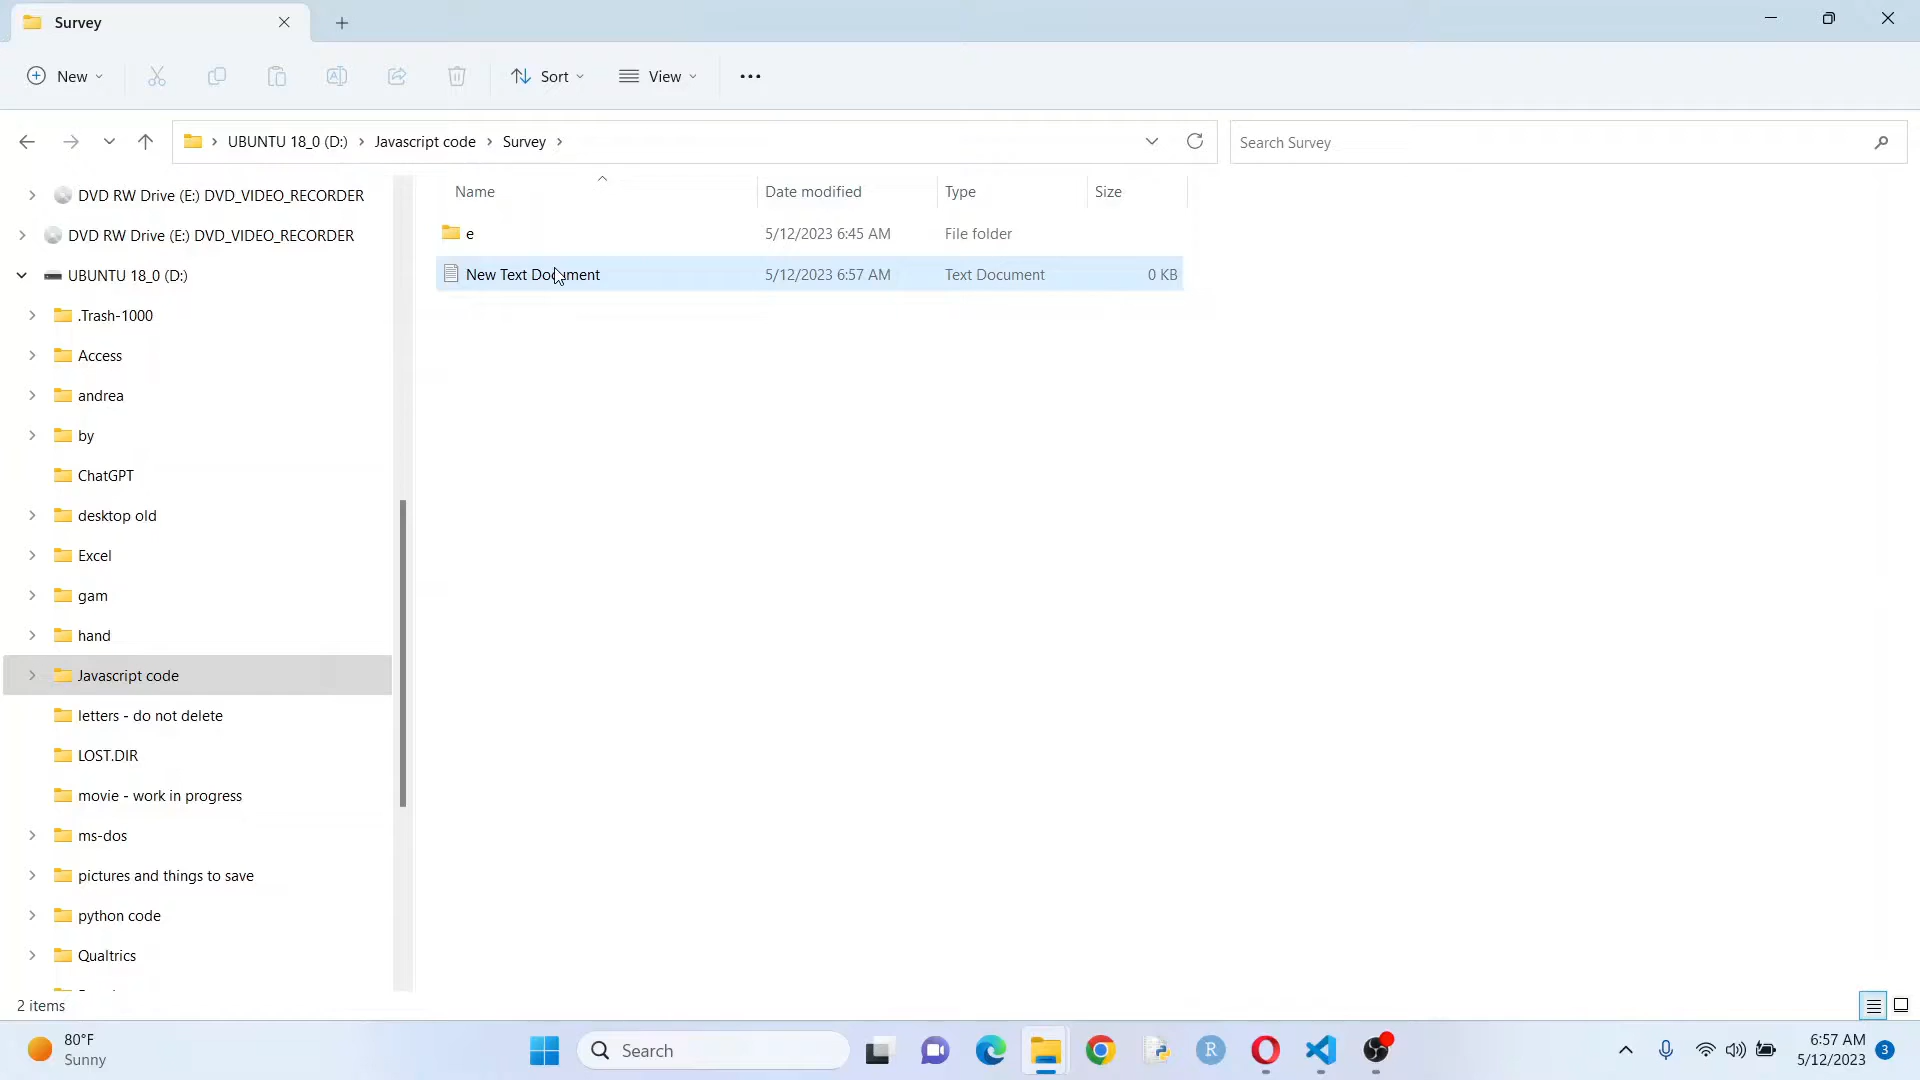 Survey
New
Sort
View
UBUNTU 18_0 (D:)
Javascript code
Survey
Search Survey
Name
Date modified
Type
Size
e
5/12/2023 6:45 AM
File folder
New Text Document
5/12/2023 6:57 AM
Text Document
0 KB
DVD RW Drive (E:) DVD_VIDEO_RECORDER
DVD RW Drive (E:) DVD_VIDEO_RECORDER
UBUNTU 18_0 (D:)
.Trash-1000
Access
andrea
by
ChatGPT
desktop old
Excel
gam
hand
Javascript code
letters - do not delete
LOST.DIR
movie - work in progress
ms-dos
pictures and things to save
python code
Qualtrics
2 items
80°F
Sunny
Search
R
6:57 AM
5/12/2023
3